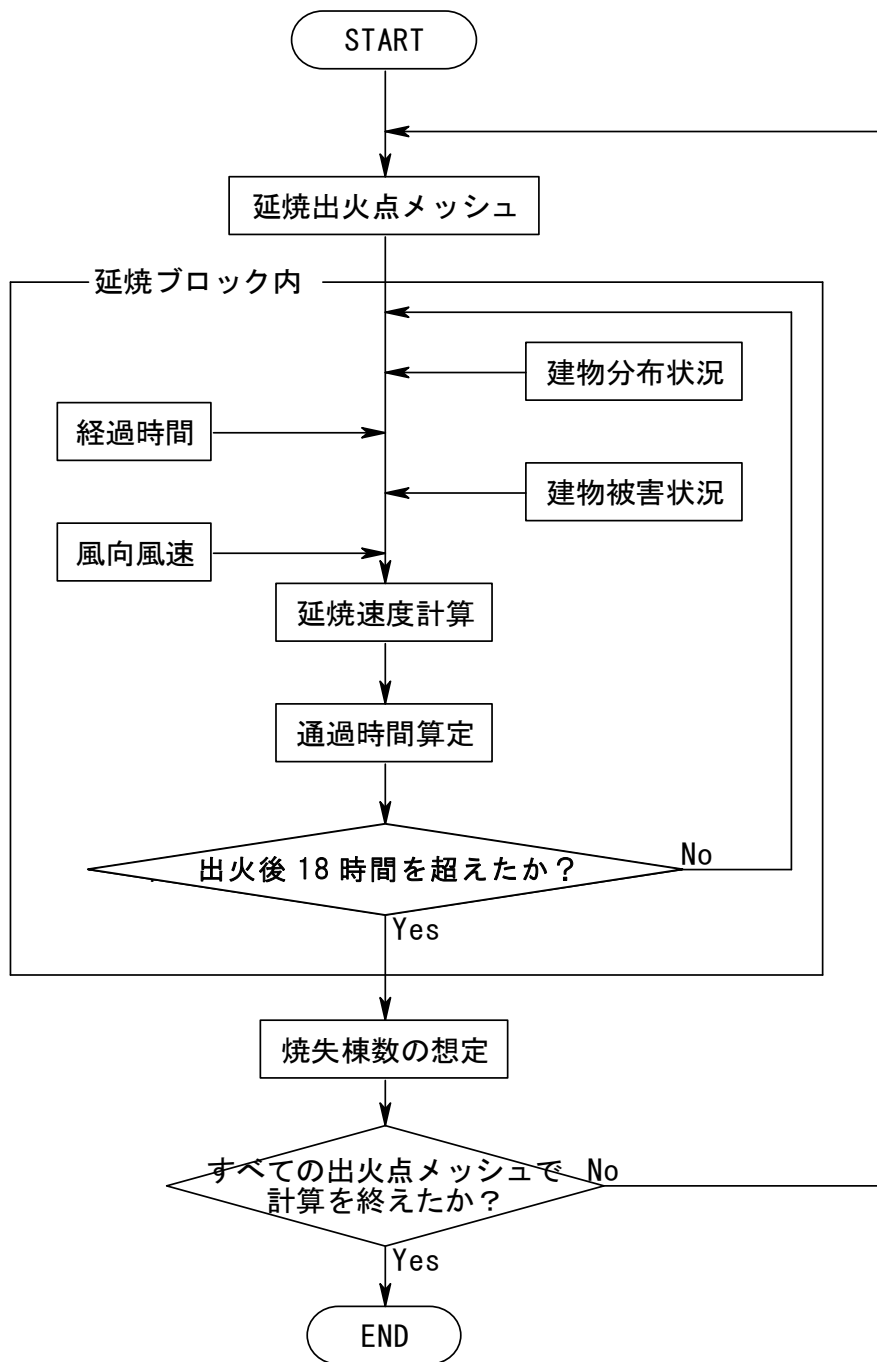 START
延焼出火点メッシュ
延焼ブロック内
建物分布状況
経過時間
建物被害状況
風向風速
延焼速度計算
通過時間算定
出火後 18 時間を超えたか？
No
Yes
焼失棟数の想定
すべての出火点メッシュで
計算を終えたか？
No
Yes
END